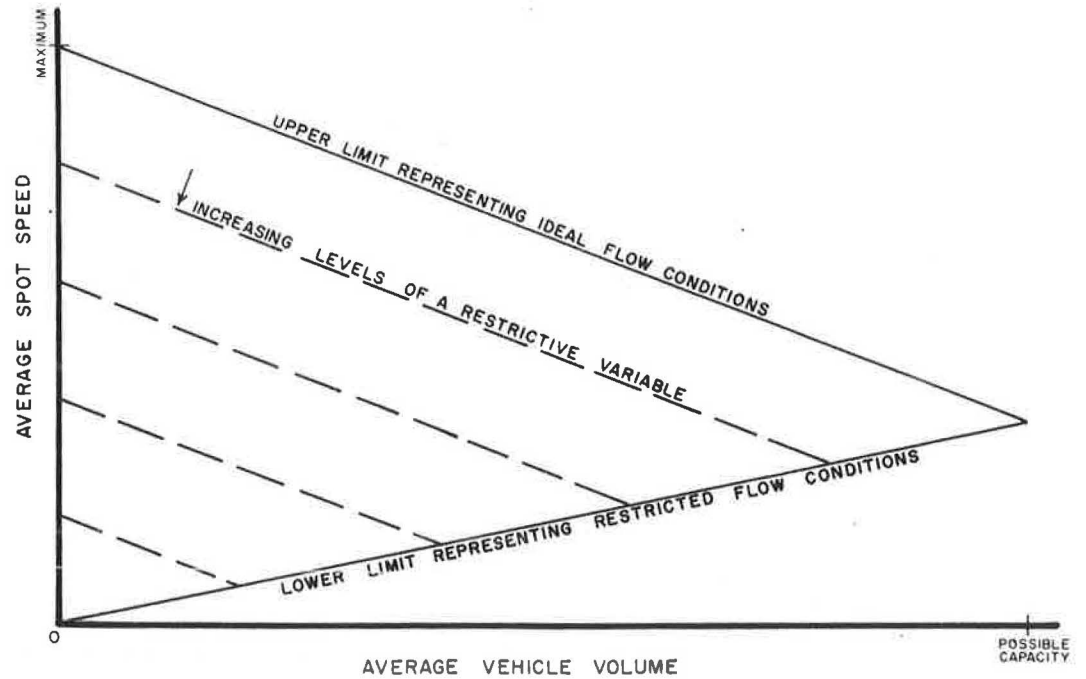 MAXIMUM
AVERAGE SPOT SPEED
UPPER LIMIT REPRESENTING IDEAL FLOW CONDITIONS
INCREASING LEVELS OF A RESTRICTIVE VARIABLE
LOWER LIMIT REPRESENTING RESTRICTED FLOW CONDITIONS
0
POSSIBLE
CAPACITY
AVERAGE VEHICLE VOLUME